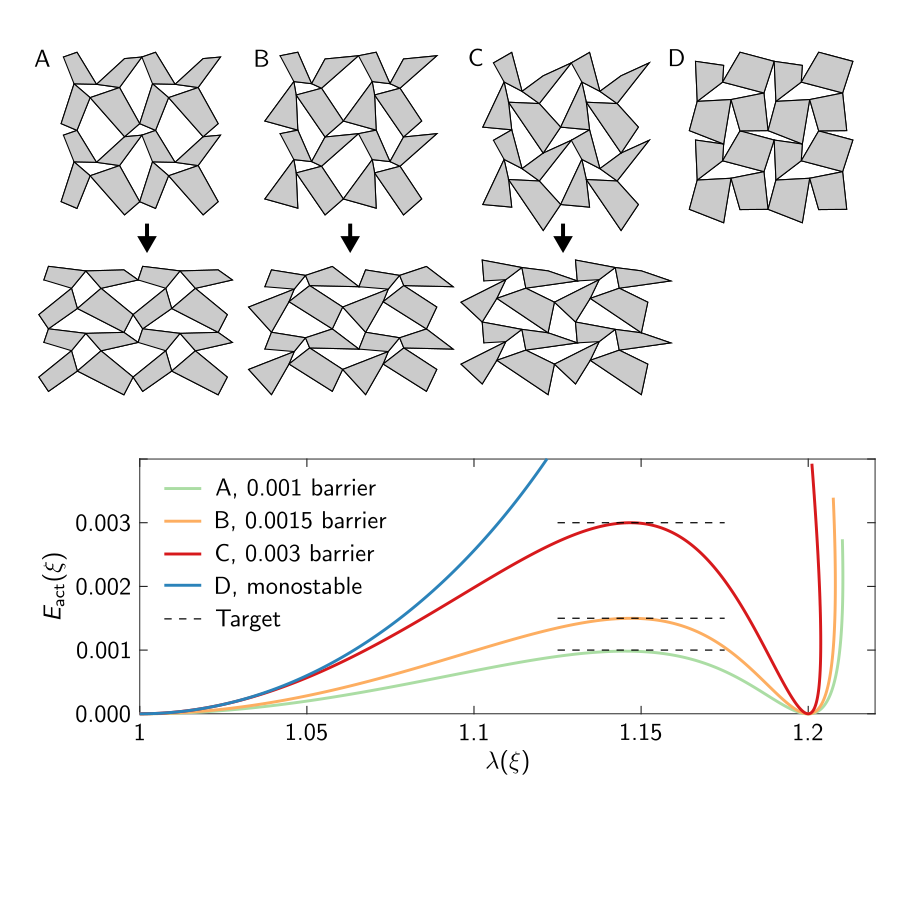 A B C D
A, 0.001 barrier
B, 0.0015 barrier
C, 0.003 barrier
D, monostable
Target
E_act(ξ)
0.003
0.002
0.001
0.000
1 1.05 1.1 1.15 1.2
λ(ξ)